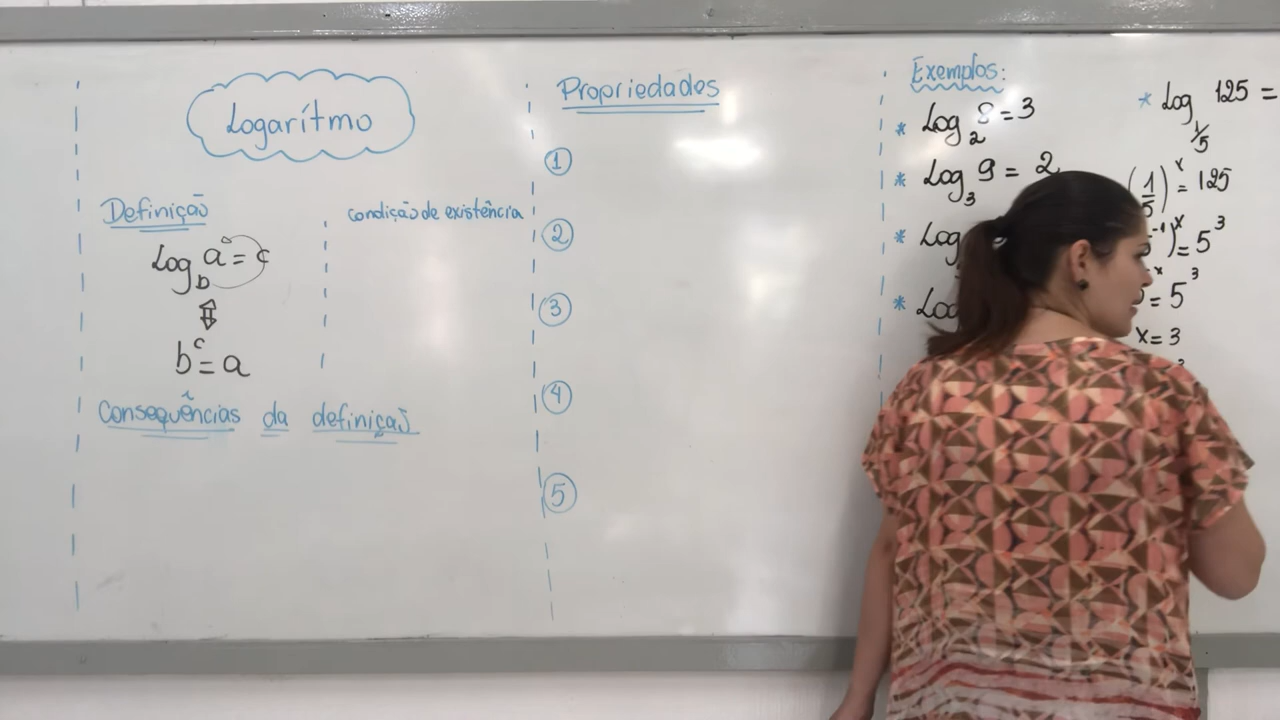 Logarítmo
Definição
condição de existência
Log_b a = c
⇕
b^c = a
Consequências da definição
Propriedades
1
2
3
4
5
Exemplos:
* Log_2 8 = 3
* Log_3 9 = 2
* Log
* Log
* Log_1/5 125 =
(1/5)^x = 125
^-1)^x = 5^3
^-x = 5^3
x = 3